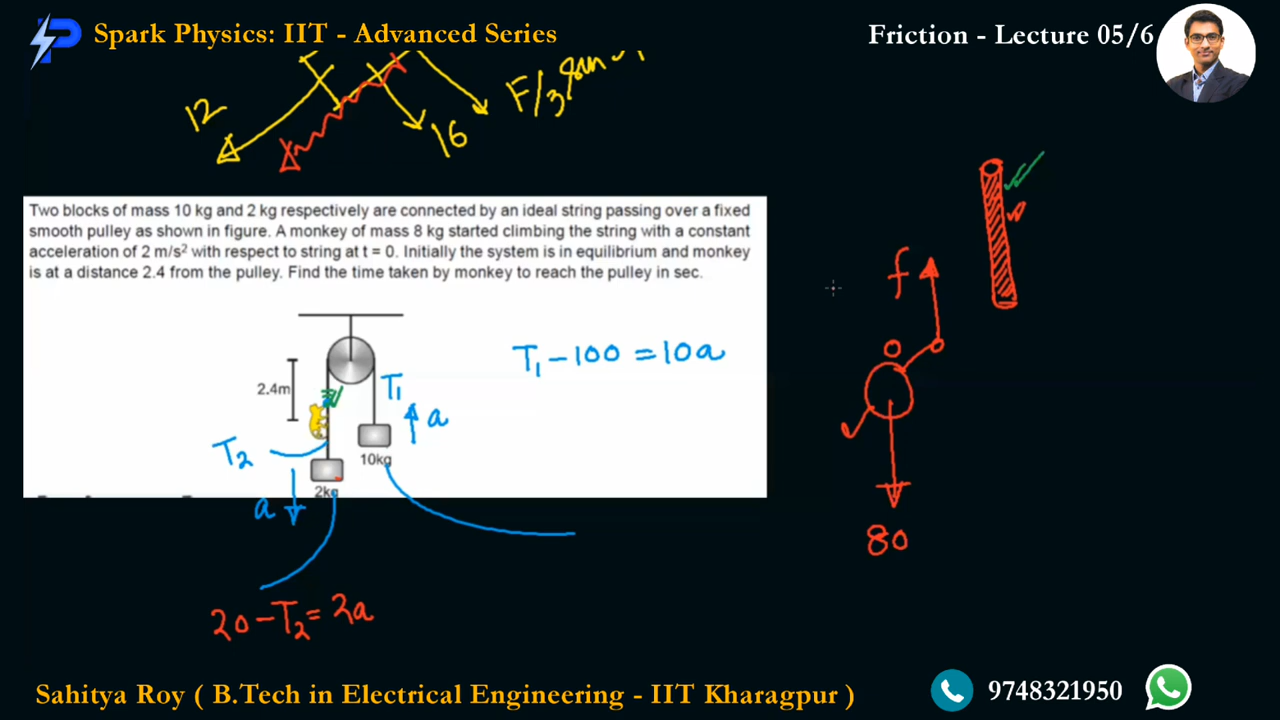 Spark Physics: IIT - Advanced Series
Friction - Lecture 05/6
12
16
F/3
Two blocks of mass 10 kg and 2 kg respectively are connected by an ideal string passing over a fixed
smooth pulley as shown in figure. A monkey of mass 8 kg started climbing the string with a constant
acceleration of 2 m/s² with respect to string at t = 0. Initially the system is in equilibrium and monkey
is at a distance 2.4 from the pulley. Find the time taken by monkey to reach the pulley in sec.
T₁ − 100 = 10a
2.4m
T₁
a
T₂
10kg
2kg
a
f
80
20 − T₂ = 2a
Sahitya Roy ( B.Tech in Electrical Engineering - IIT Kharagpur )
9748321950